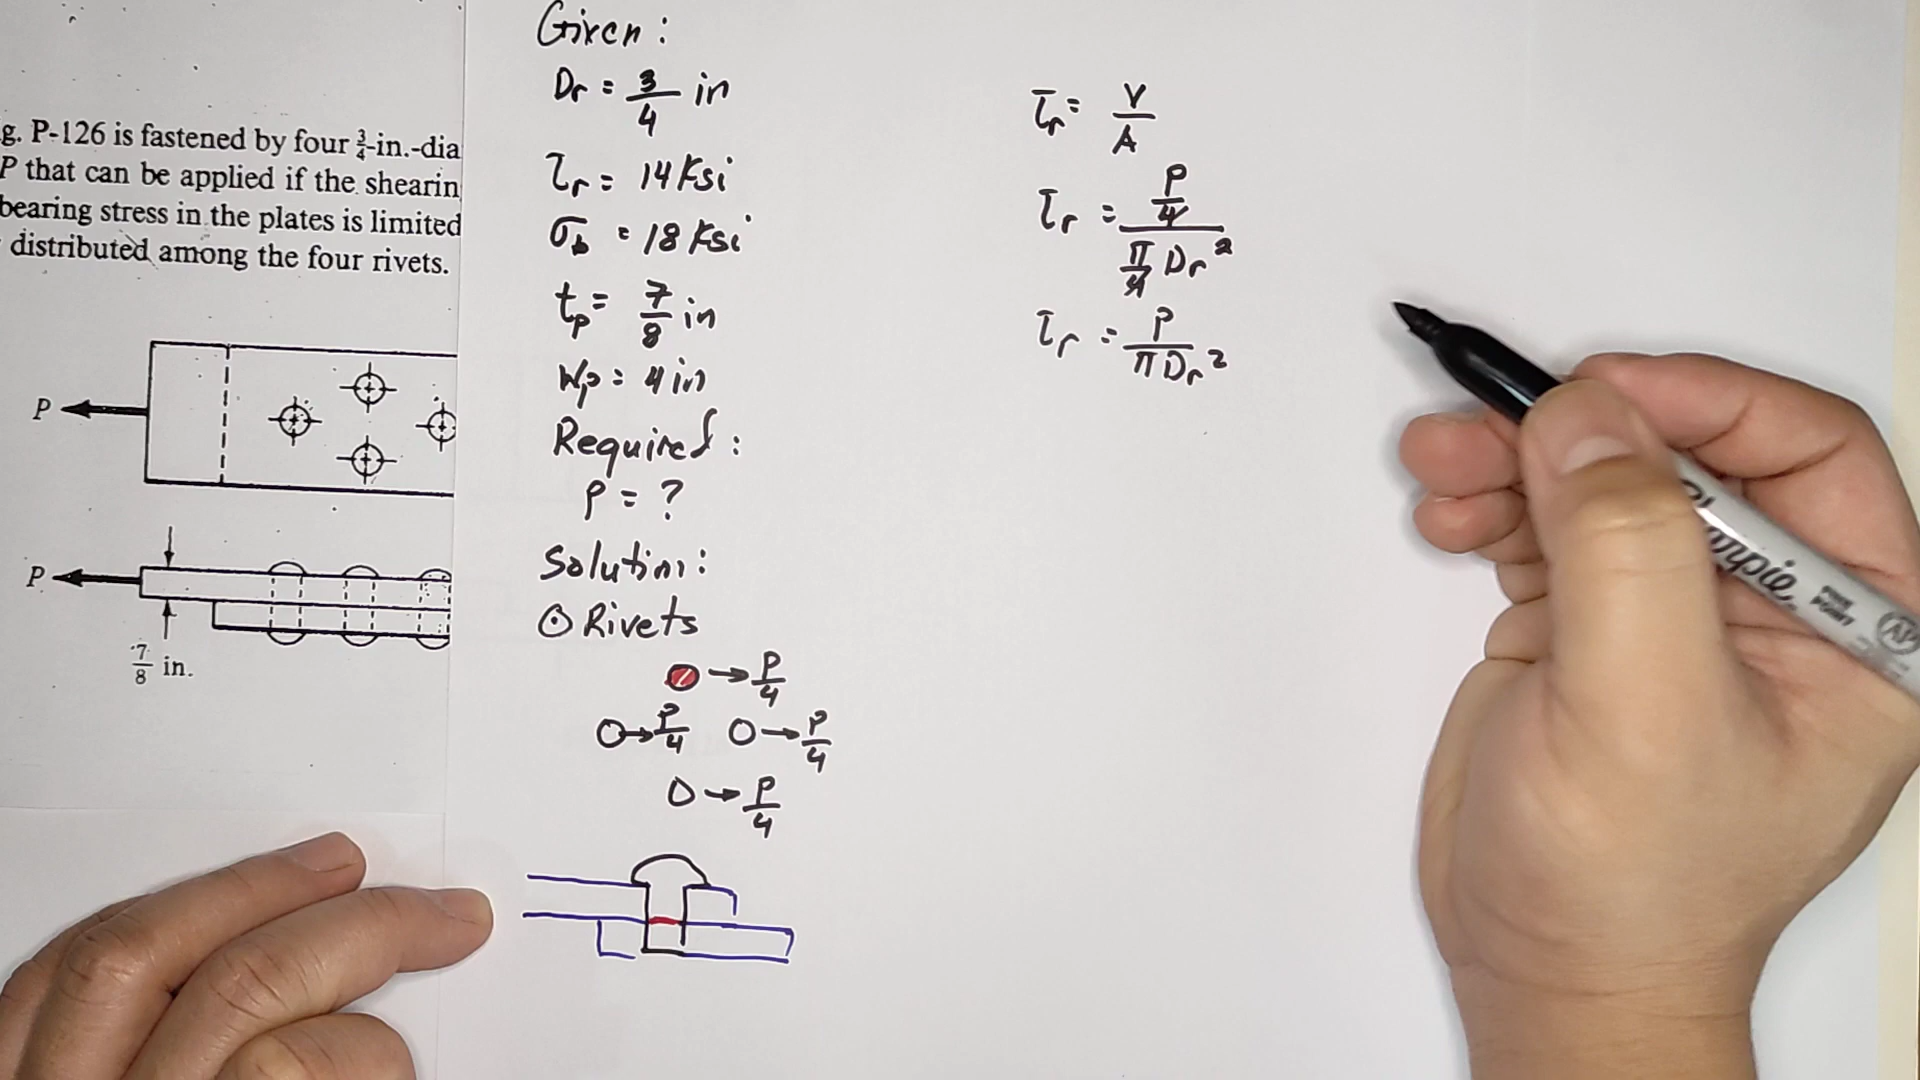 g. P-126 is fastened by four 3/4-in.-dia
P that can be applied if the shearin
bearing stress in the plates is limited
distributed among the four rivets.
P
P
7/8 in.
Given:
Dr = 3/4 in
τr = 14 Ksi
σb = 18 Ksi
tp = 7/8 in
Wp = 4 in
Required:
P = ?
Solution:
⊙ Rivets
→ P/4
→ P/4 → P/4
→ P/4
τr = V/A
τr = (P/4)/(π/4 Dr²)
τr = P/(π Dr²)
Sharpie.
FINE POINT
AP